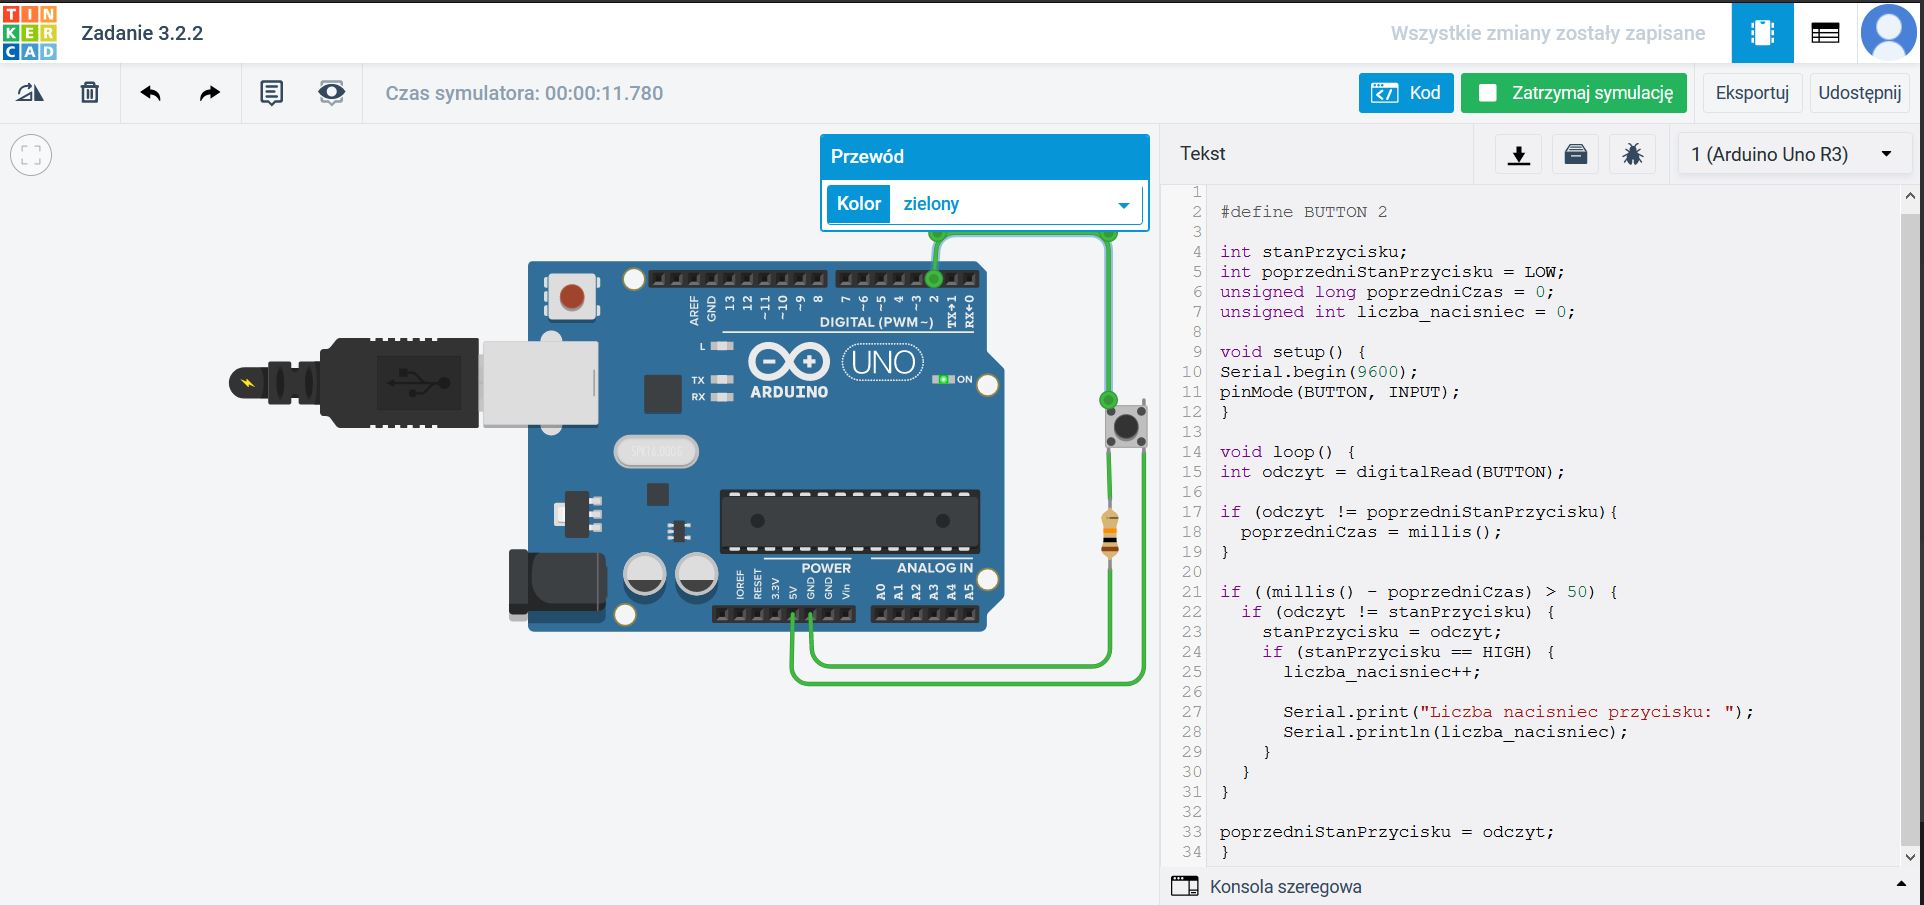 TIN
KER
CAD
Zadanie 3.2.2
Wszystkie zmiany zostały zapisane
Czas symulatora: 00:00:11.780
Kod
Zatrzymaj symulację
Eksportuj
Udostępnij
Przewód
Kolor
zielony
Tekst
1 (Arduino Uno R3)
AREF
GND
13
12
~11
~10
~9
8
7
~6
~5
4
~3
2
TX→1
RX←0
DIGITAL (PWM~)
L
TX
RX
ARDUINO
UNO
ON
SPK16.000G
POWER
ANALOG IN
IOREF
RESET
3.3V
5V
GND
GND
Vin
A0
A1
A2
A3
A4
A5
1
2 #define BUTTON 2
3
4 int stanPrzycisku;
5 int poprzedniStanPrzycisku = LOW;
6 unsigned long poprzedniCzas = 0;
7 unsigned int liczba_nacisniec = 0;
8
9 void setup() {
10 Serial.begin(9600);
11 pinMode(BUTTON, INPUT);
12 }
13
14 void loop() {
15 int odczyt = digitalRead(BUTTON);
16
17 if (odczyt != poprzedniStanPrzycisku){
18 poprzedniCzas = millis();
19 }
20
21 if ((millis() - poprzedniCzas) > 50) {
22 if (odczyt != stanPrzycisku) {
23 stanPrzycisku = odczyt;
24 if (stanPrzycisku == HIGH) {
25 liczba_nacisniec++;
26
27 Serial.print("Liczba nacisniec przycisku: ");
28 Serial.println(liczba_nacisniec);
29 }
30 }
31 }
32
33 poprzedniStanPrzycisku = odczyt;
34 }
Konsola szeregowa